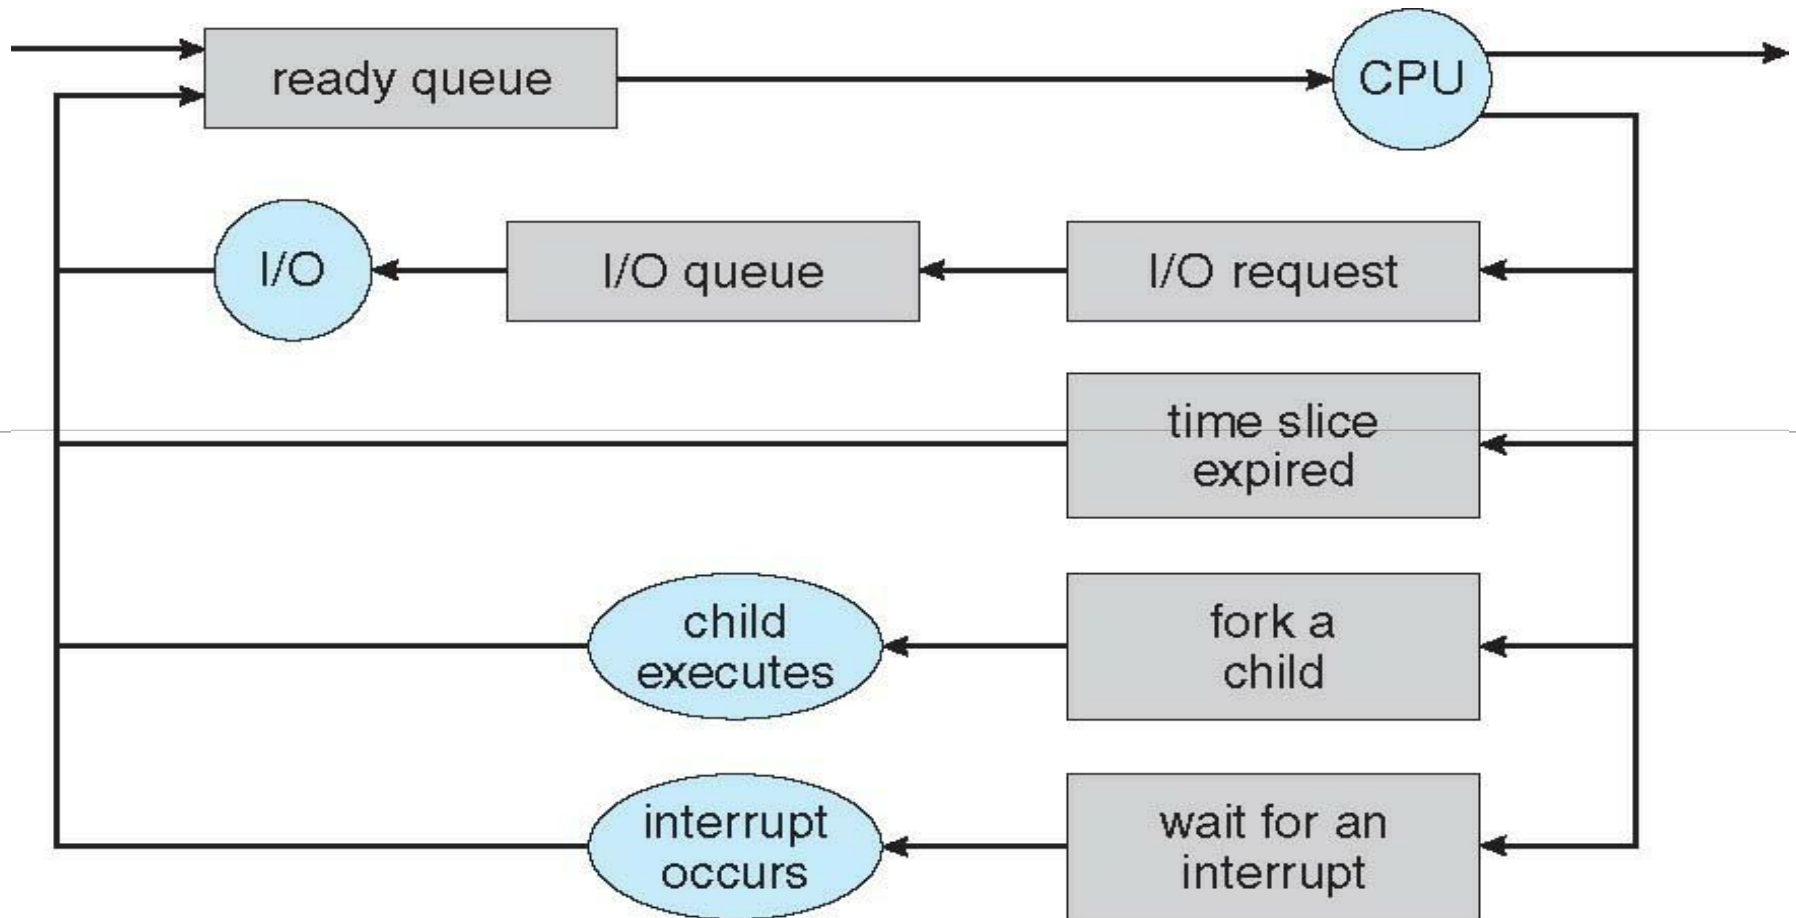 ready queue
CPU
I/O
I/O queue
I/O request
time slice
expired
child
executes
fork a
child
interrupt
occurs
wait for an
interrupt